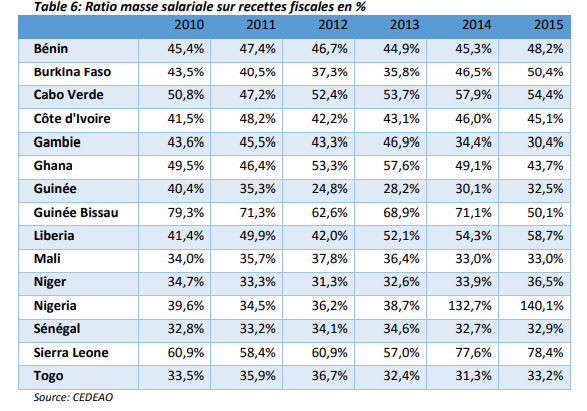 Table 6: Ratio masse salariale sur recettes fiscales en %
2010 2011 2012 2013 2014 2015
Bénin 45,4% 47,4% 46,7% 44,9% 45,3% 48,2%
Burkina Faso 43,5% 40,5% 37,3% 35,8% 46,5% 50,4%
Cabo Verde 50,8% 47,2% 52,4% 53,7% 57,9% 54,4%
Côte d'Ivoire 41,5% 48,2% 42,2% 43,1% 46,0% 45,1%
Gambie 43,6% 45,5% 43,3% 46,9% 34,4% 30,4%
Ghana 49,5% 46,4% 53,3% 57,6% 49,1% 43,7%
Guinée 40,4% 35,3% 24,8% 28,2% 30,1% 32,5%
Guinée Bissau 79,3% 71,3% 62,6% 68,9% 71,1% 50,1%
Liberia 41,4% 49,9% 42,0% 52,1% 54,3% 58,7%
Mali 34,0% 35,7% 37,8% 36,4% 33,0% 33,0%
Niger 34,7% 33,3% 31,3% 32,6% 33,9% 36,5%
Nigeria 39,6% 34,5% 36,2% 38,7% 132,7% 140,1%
Sénégal 32,8% 33,2% 34,1% 34,6% 32,7% 32,9%
Sierra Leone 60,9% 58,4% 60,9% 57,0% 77,6% 78,4%
Togo 33,5% 35,9% 36,7% 32,4% 31,3% 33,2%
Source: CEDEAO